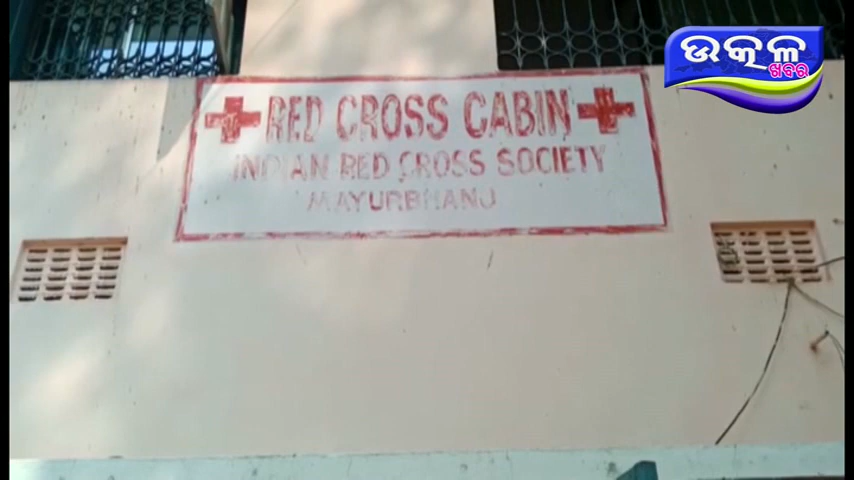 ଉତ୍କଳ
ଖବର
RED CROSS CABIN
INDIAN RED CROSS SOCIETY
MAYURBHANJ